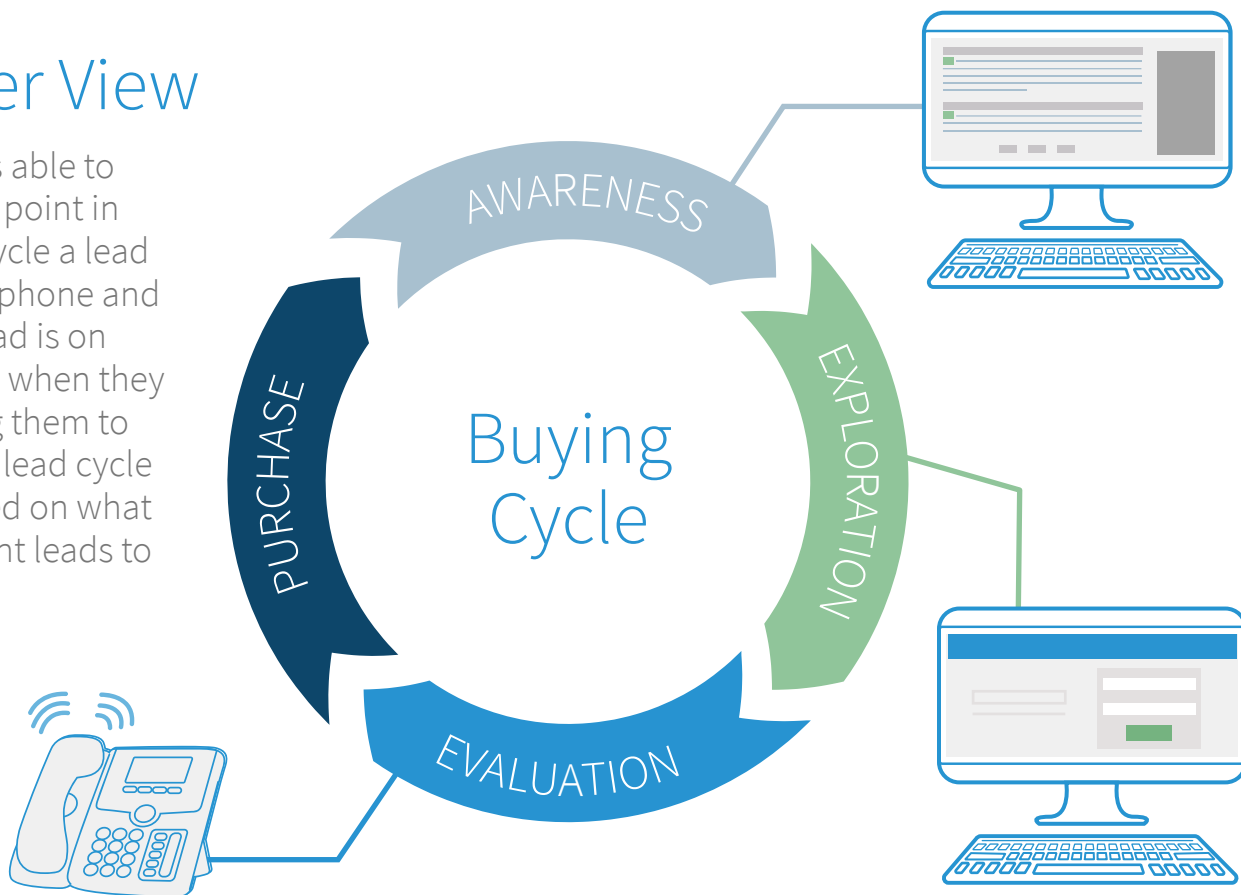 er View
s able to
point in
ycle a lead
phone and
ad is on
when they
g them to
lead cycle
d on what
nt leads to
AWARENESS
EXPLORATION
Buying
Cycle
PURCHASE
EVALUATION